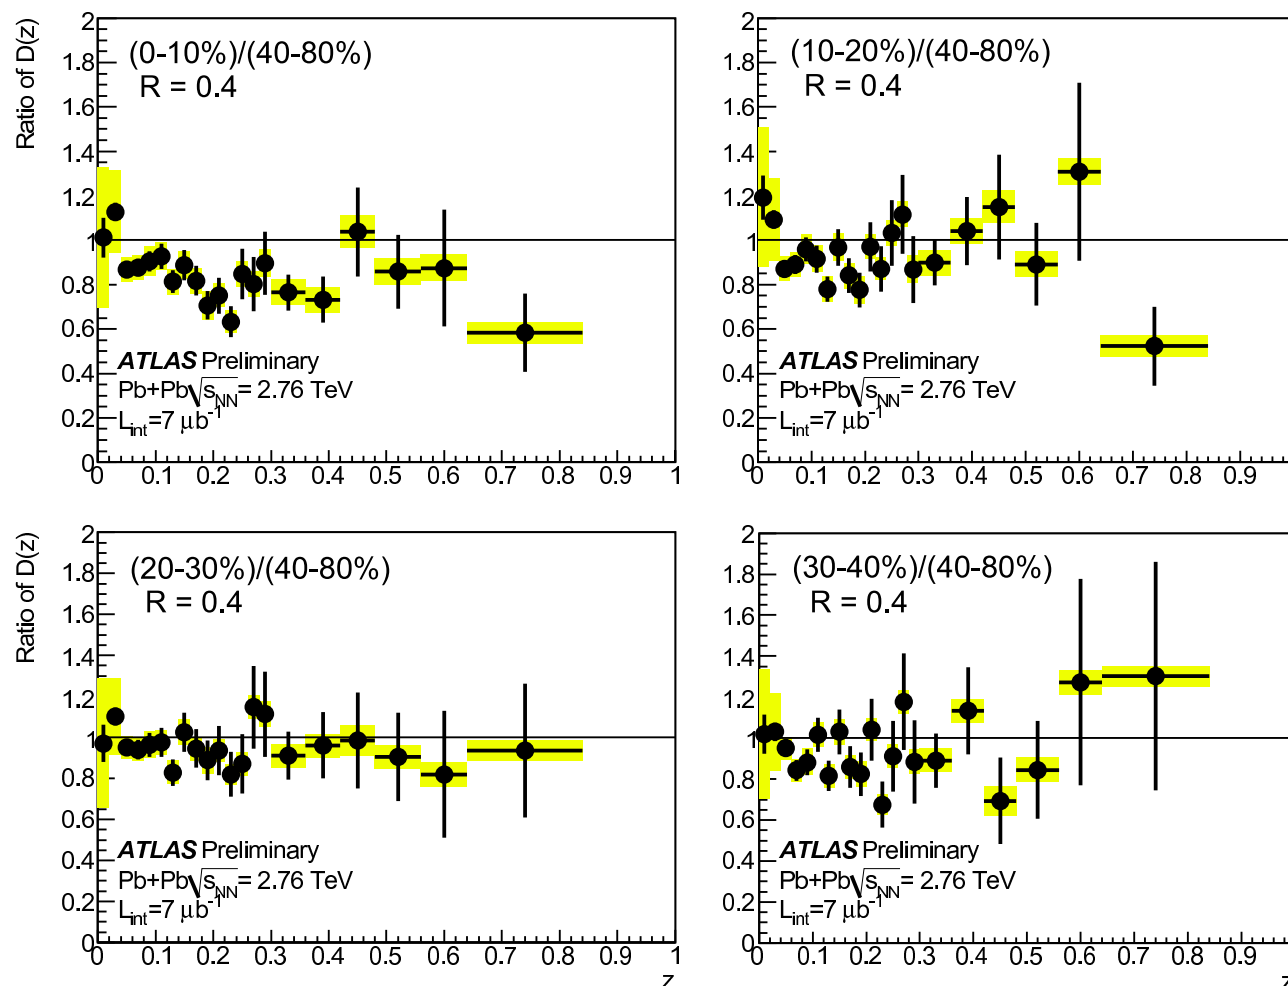 Ratio of D(z)
2
1.8
1.6
1.4
1.2
1
0.8
0.6
0.4
0.2
0
(0-10%)/(40-80%)
R = 0.4
ATLAS Preliminary
Pb+Pb √s_NN = 2.76 TeV
L_int=7 μb⁻¹
0 0.1 0.2 0.3 0.4 0.5 0.6 0.7 0.8 0.9 1
2
1.8
1.6
1.4
1.2
1
0.8
0.6
0.4
0.2
0
(10-20%)/(40-80%)
R = 0.4
ATLAS Preliminary
Pb+Pb √s_NN = 2.76 TeV
L_int=7 μb⁻¹
0 0.1 0.2 0.3 0.4 0.5 0.6 0.7 0.8 0.9
Ratio of D(z)
2
1.8
1.6
1.4
1.2
1
0.8
0.6
0.4
0.2
0
(20-30%)/(40-80%)
R = 0.4
ATLAS Preliminary
Pb+Pb √s_NN = 2.76 TeV
L_int=7 μb⁻¹
0 0.1 0.2 0.3 0.4 0.5 0.6 0.7 0.8 0.9 1
z
2
1.8
1.6
1.4
1.2
1
0.8
0.6
0.4
0.2
0
(30-40%)/(40-80%)
R = 0.4
ATLAS Preliminary
Pb+Pb √s_NN = 2.76 TeV
L_int=7 μb⁻¹
0 0.1 0.2 0.3 0.4 0.5 0.6 0.7 0.8 0.9
z